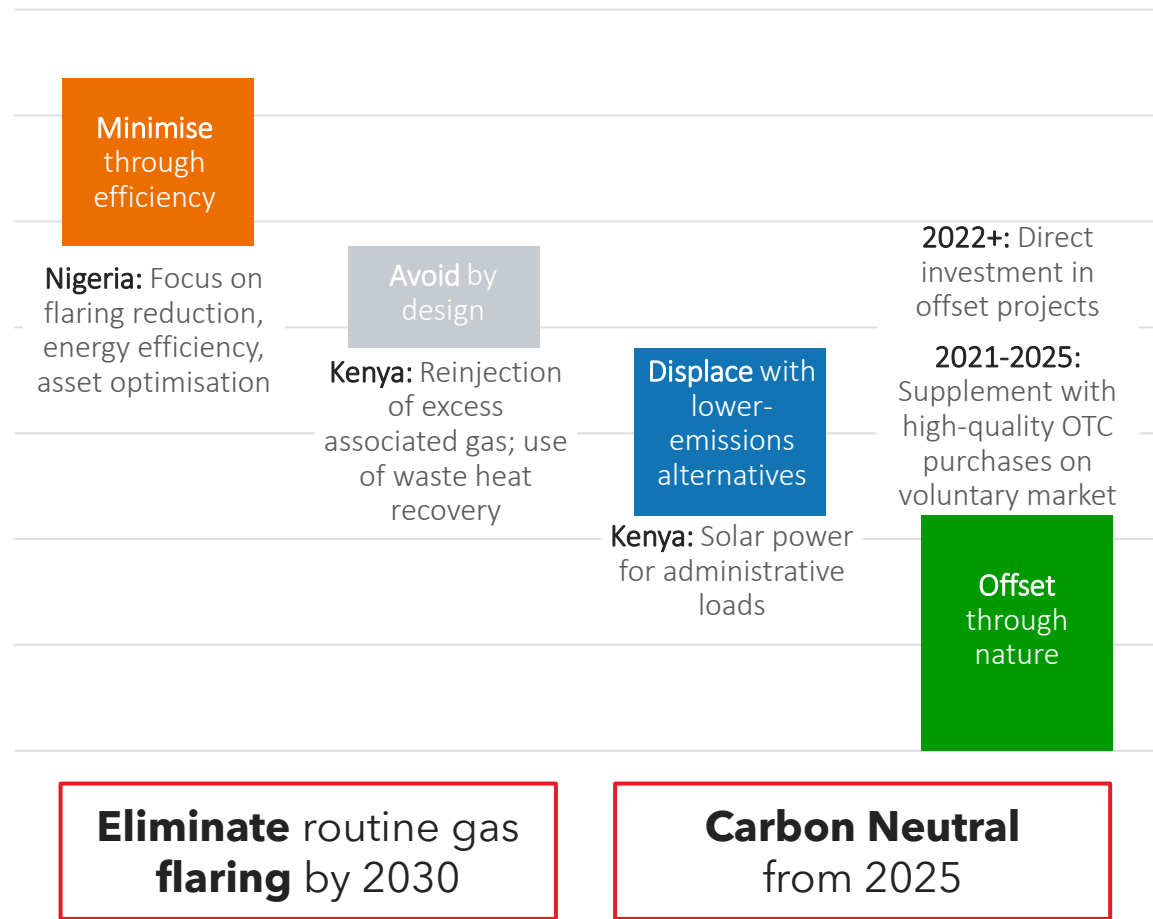 Minimise
through
efficiency
Nigeria: Focus on
flaring reduction,
energy efficiency,
asset optimisation
Avoid by
design
Kenya: Reinjection
of excess
associated gas; use
of waste heat
recovery
Displace with
lower-
emissions
alternatives
Kenya: Solar power
for administrative
loads
2022+: Direct
investment in
offset projects
2021-2025:
Supplement with
high-quality OTC
purchases on
voluntary market
Offset
through
nature
Eliminate routine gas
flaring by 2030
Carbon Neutral
from 2025